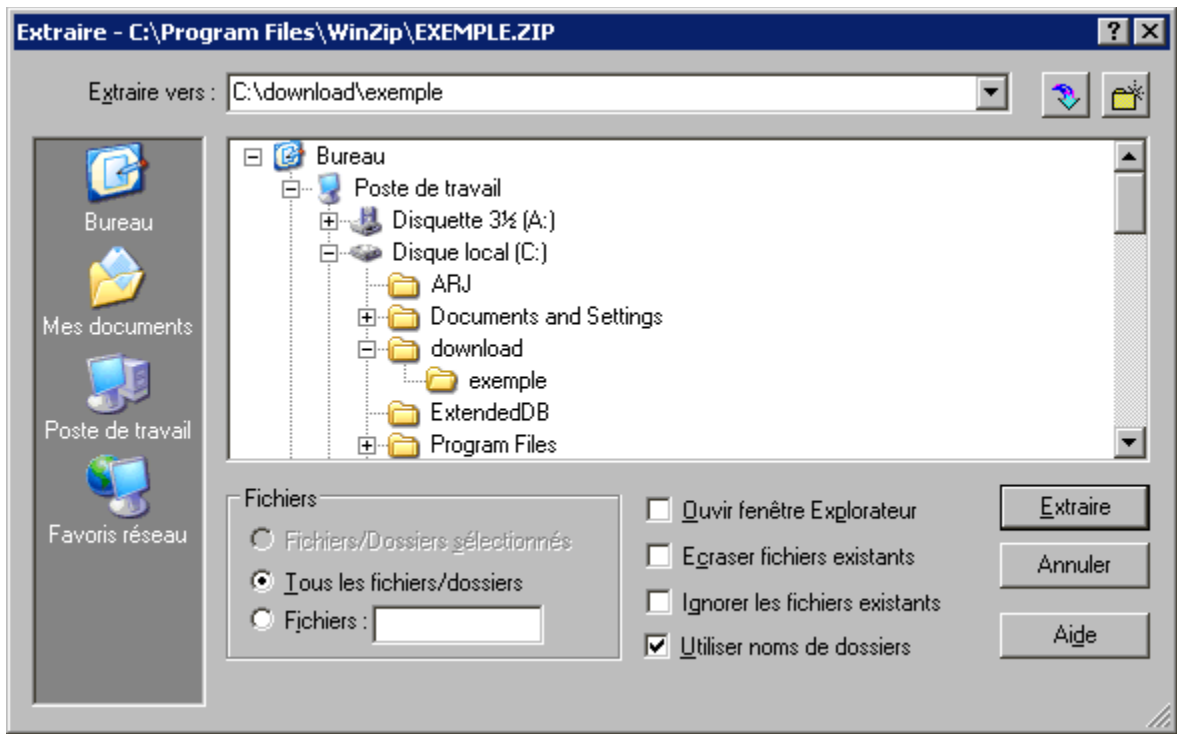 Extraire - C:\Program Files\WinZip\EXEMPLE.ZIP
Extraire vers : C:\download\exemple
Bureau
Mes documents
Poste de travail
Favoris réseau
Bureau
Poste de travail
Disquette 3½ (A:)
Disque local (C:)
ARJ
Documents and Settings
download
exemple
ExtendedDB
Program Files
Fichiers
Fichiers/Dossiers sélectionnés
Tous les fichiers/dossiers
Fichiers :
Ouvrir fenêtre Explorateur
Ecraser fichiers existants
Ignorer les fichiers existants
Utiliser noms de dossiers
Extraire
Annuler
Aide